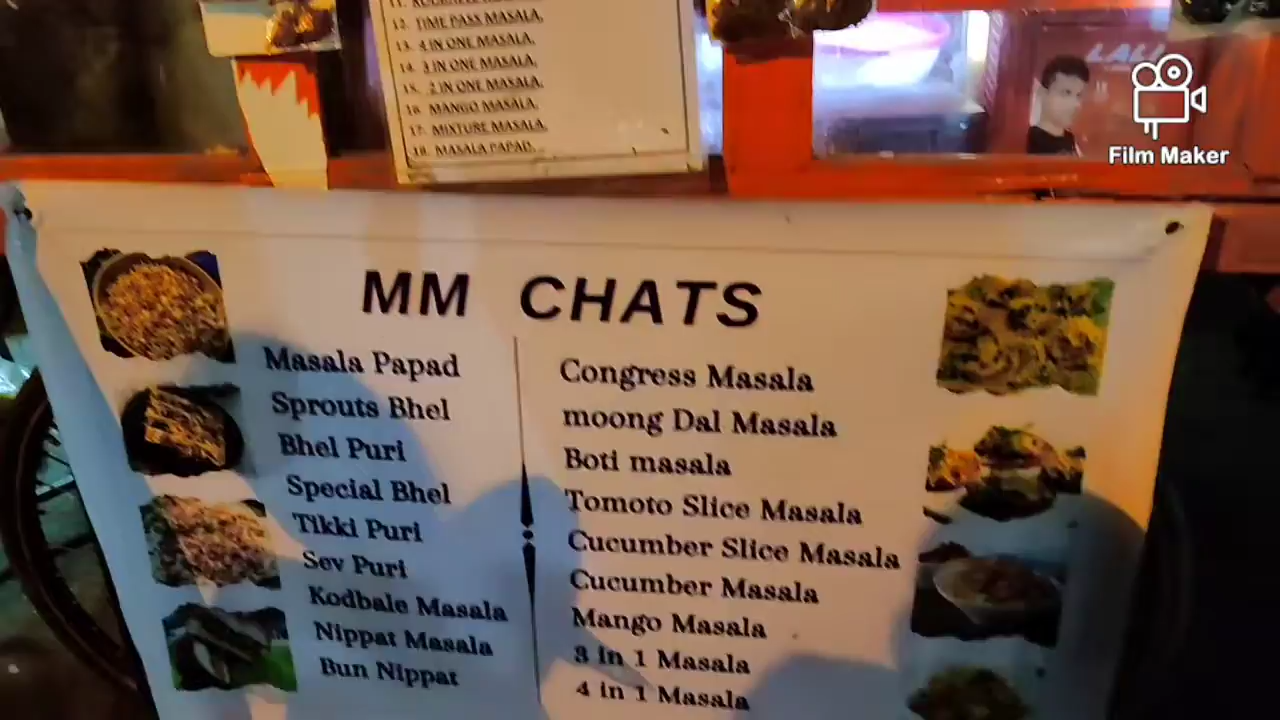 12. TIME PASS MASALA.
13. 4 IN ONE MASALA.
14. 3 IN ONE MASALA.
15. 2 IN ONE MASALA.
16. MANGO MASALA.
17. MIXTURE MASALA.
18. MASALA PAPAD.
LALI
Film Maker
MM CHATS
Masala Papad
Sprouts Bhel
Bhel Puri
Special Bhel
Tikki Puri
Sev Puri
Kodbale Masala
Nippat Masala
Bun Nippat
Congress Masala
moong Dal Masala
Boti masala
Tomoto Slice Masala
Cucumber Slice Masala
Cucumber Masala
Mango Masala
3 in 1 Masala
4 in 1 Masala